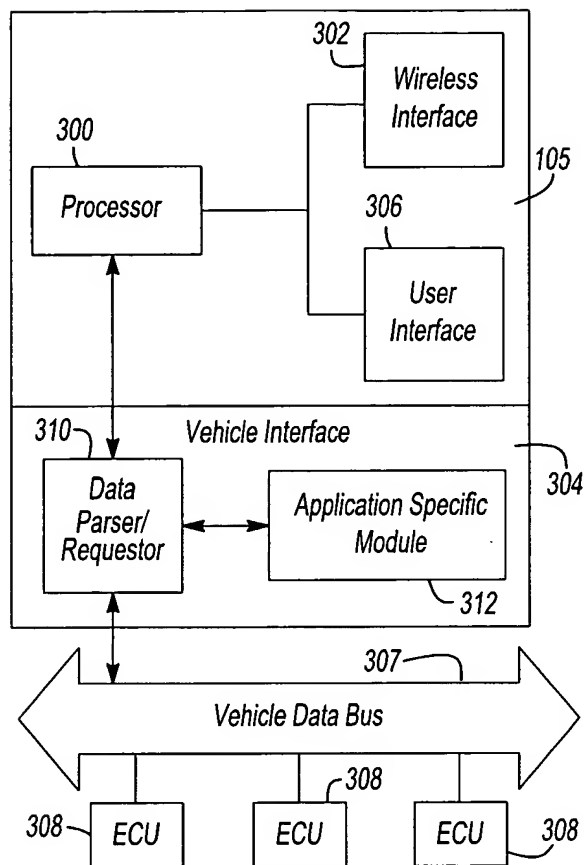 302
Wireless
Interface
300
Processor
105
306
User
Interface
Vehicle Interface
310
304
Data
Parser/
Requestor
Application Specific
Module
312
307
Vehicle Data Bus
308
ECU
308
ECU
ECU
308